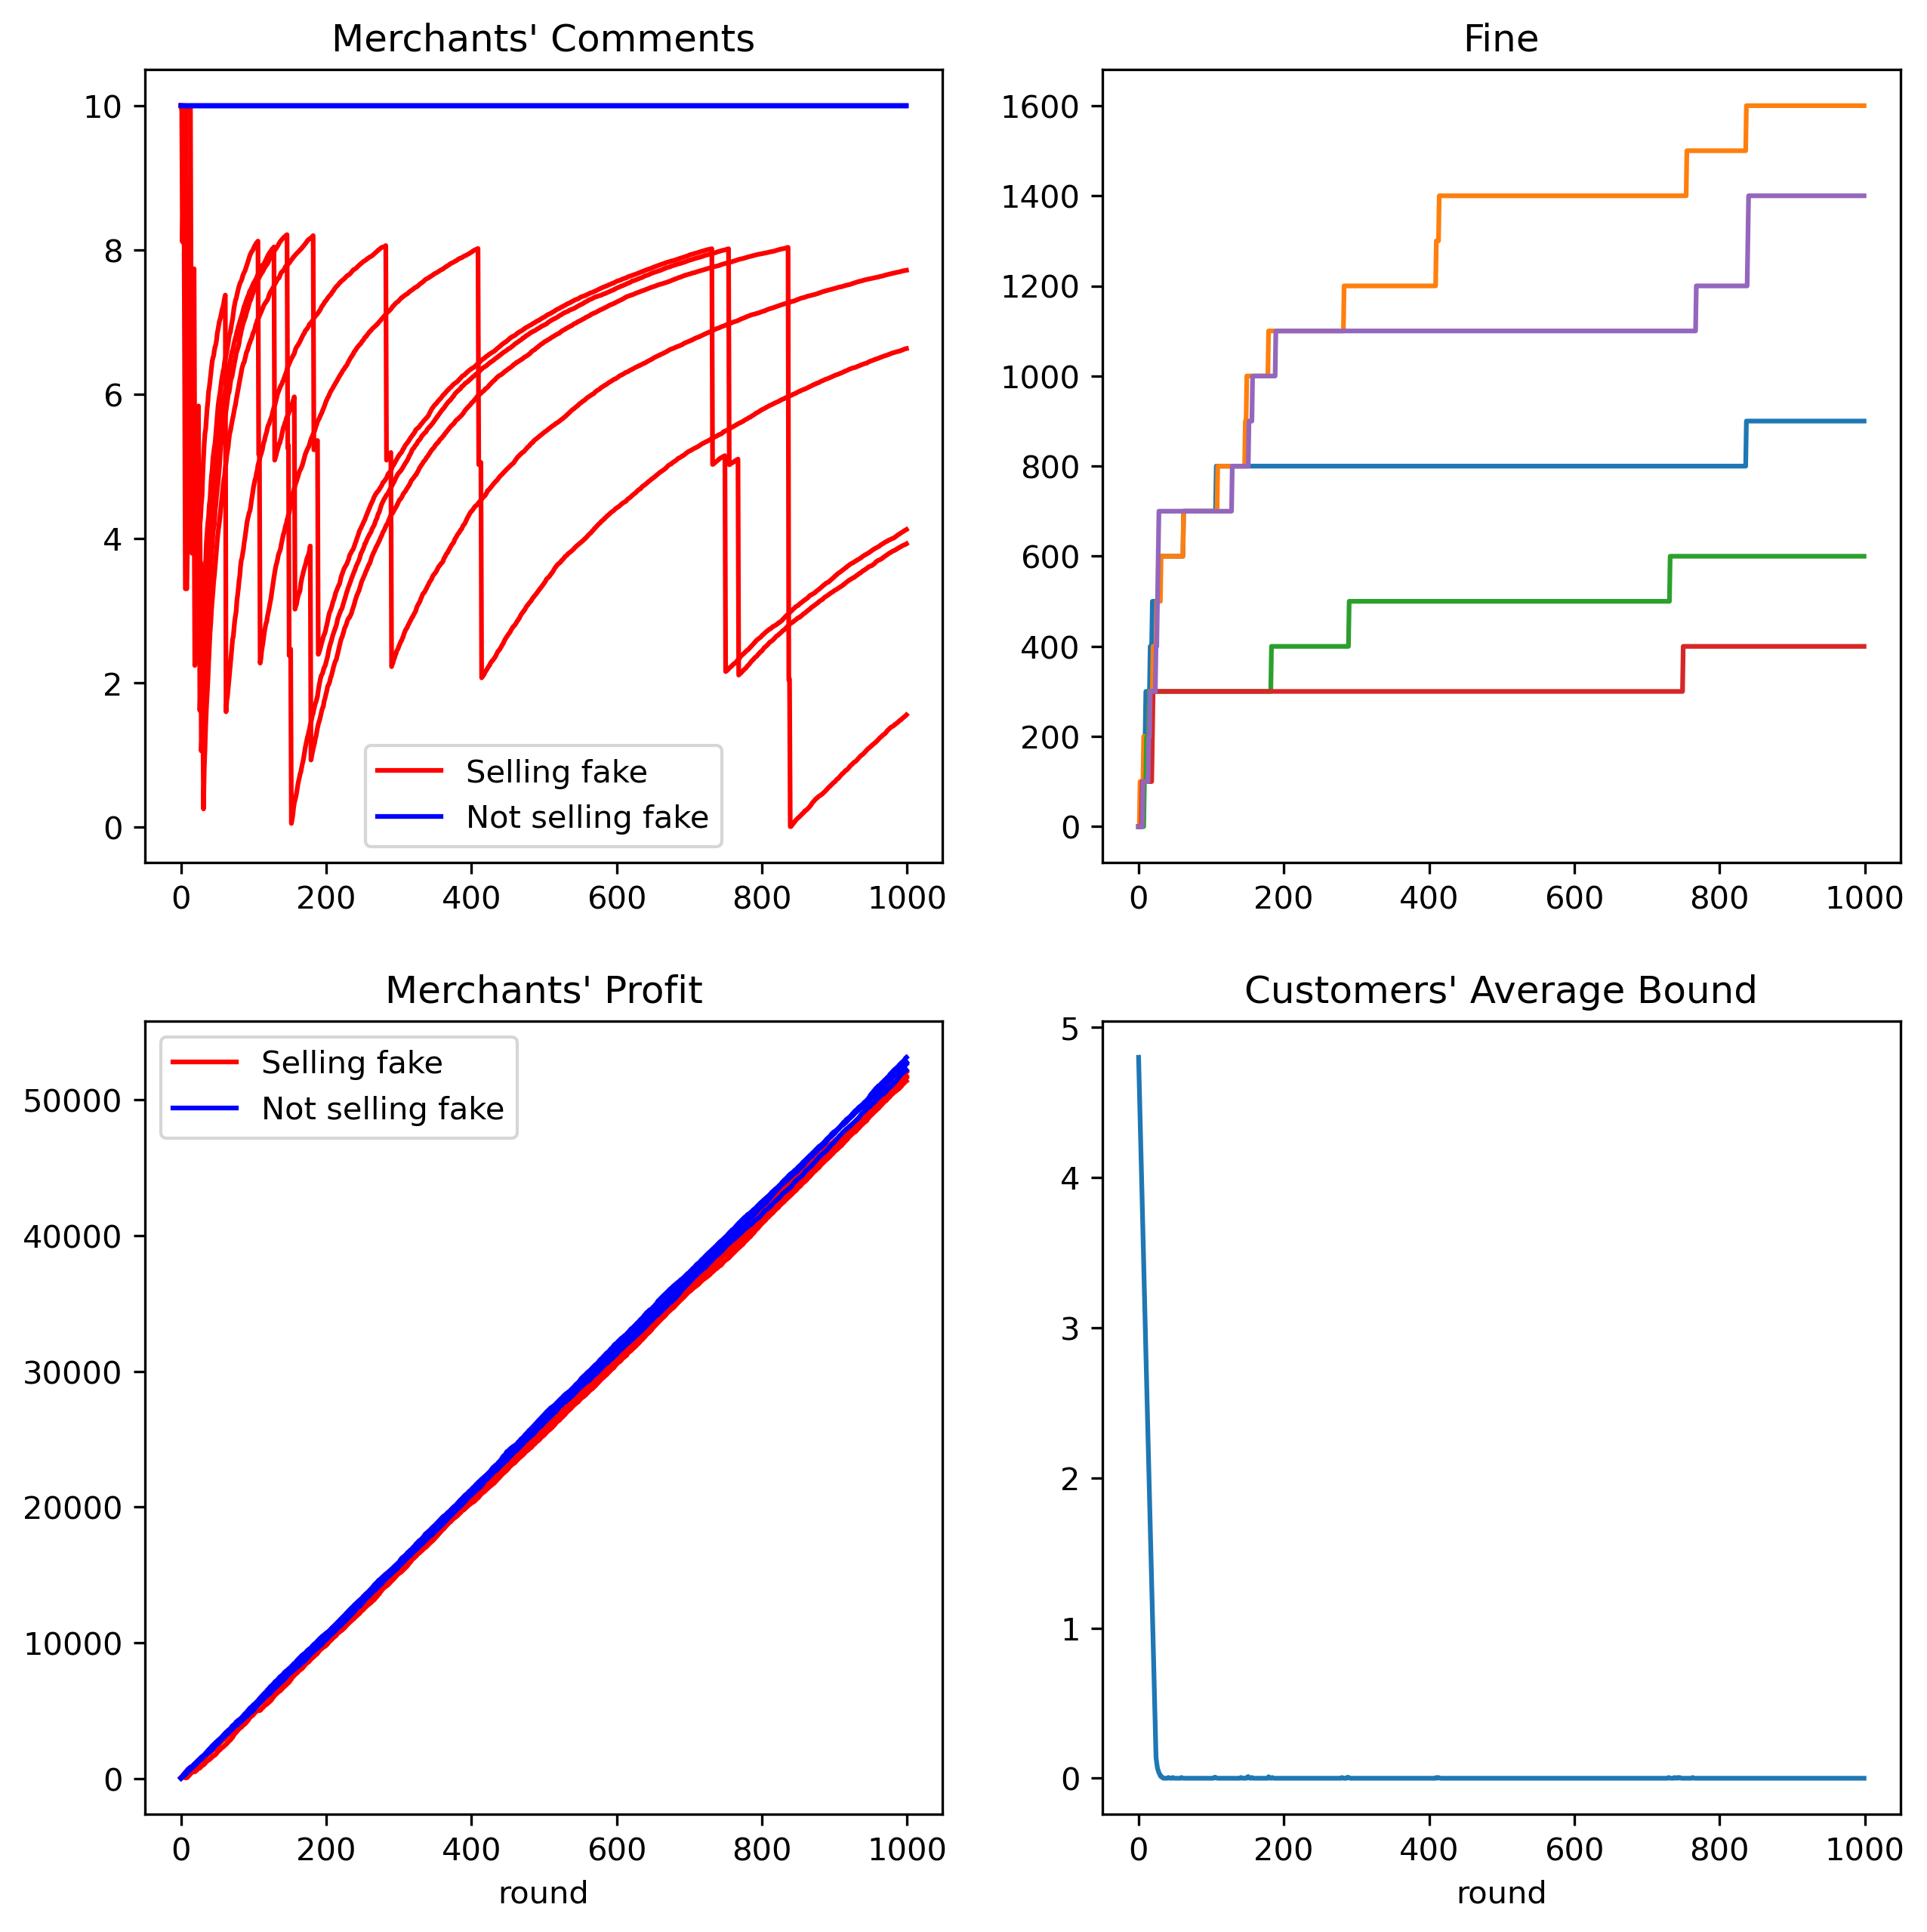 Merchants' Comments
10
8
6
4
2
0
Selling fake
Not selling fake
0 200 400 600 800 1000
Fine
1600
1400
1200
1000
800
600
400
200
0
0 200 400 600 800 1000
Merchants' Profit
Selling fake
Not selling fake
50000
40000
30000
20000
10000
0
0 200 400 600 800 1000
round
Customers' Average Bound
5
4
3
2
1
0
0 200 400 600 800 1000
round